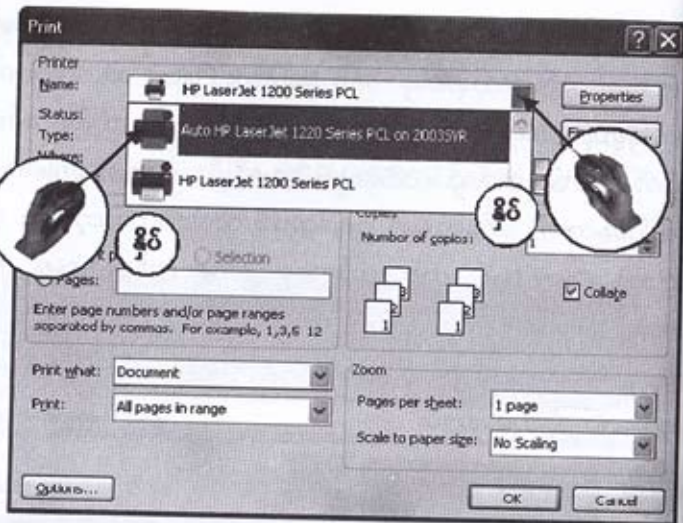 Print
? X
Printer
Name:
HP LaserJet 1200 Series PCL
Properties
Status:
Auto HP LaserJet 1220 Series PCL on 2003SVR
Type:
Where:
HP LaserJet 1200 Series PCL
Copies
Number of copies: 1
Selection
Pages:
Collate
Enter page numbers and/or page ranges
separated by commas. For example, 1,3,5 12
Print what: Document
Print: All pages in range
Zoom
Pages per sheet: 1 page
Scale to paper size: No Scaling
Options...
OK
Cancel